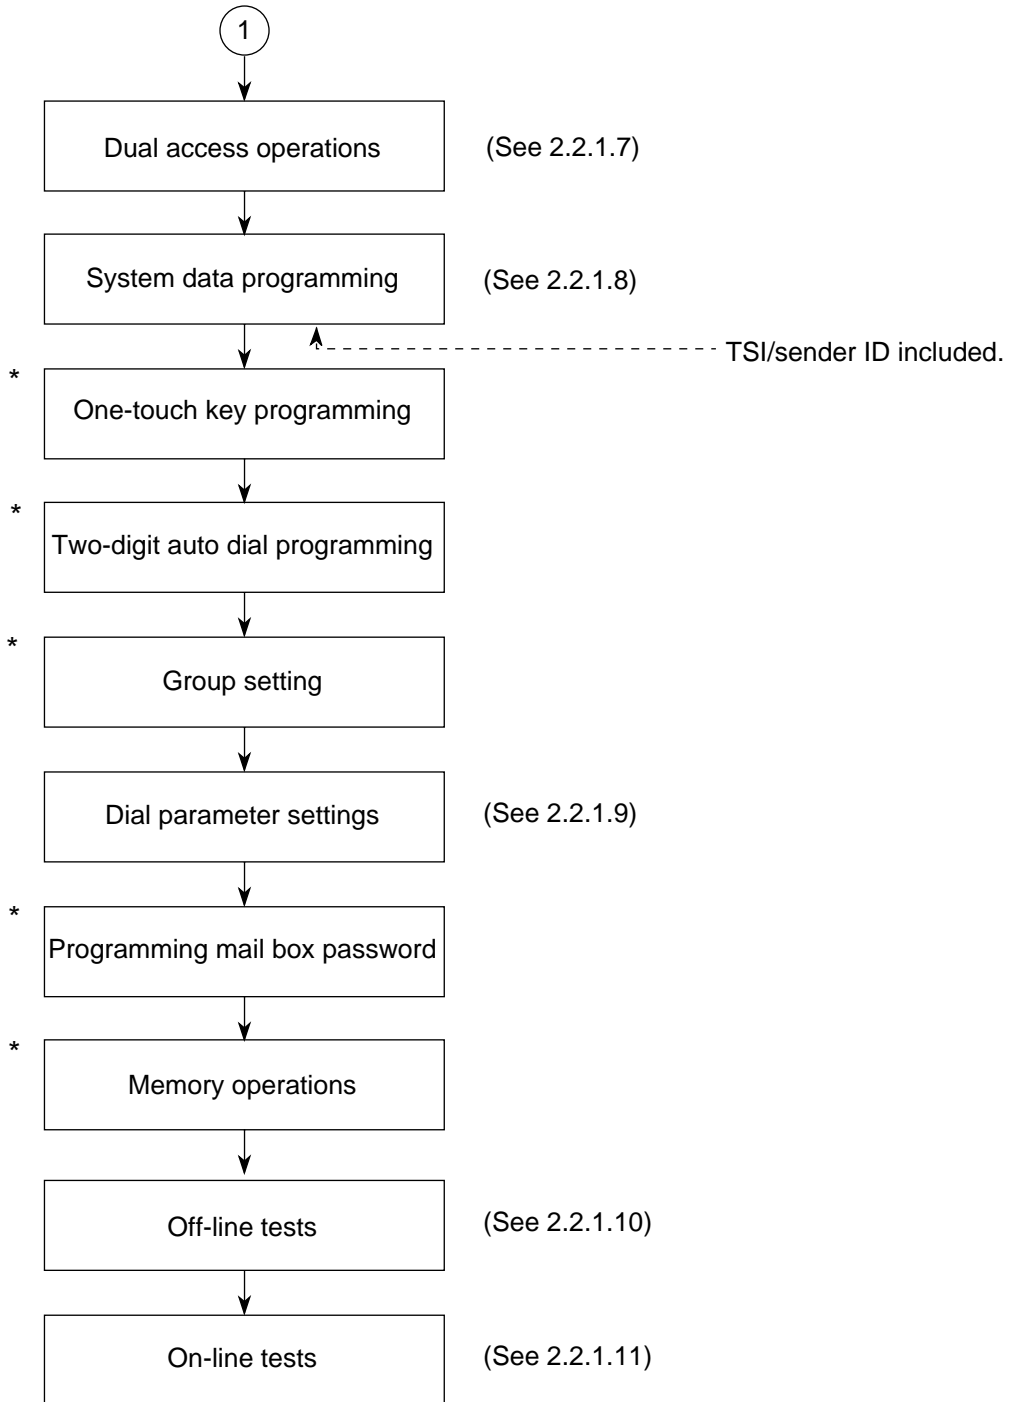 1
Dual access operations (See 2.2.1.7)
System data programming (See 2.2.1.8)
TSI/sender ID included.
*
One-touch key programming
*
Two-digit auto dial programming
*
Group setting
Dial parameter settings (See 2.2.1.9)
*
Programming mail box password
*
Memory operations
Off-line tests (See 2.2.1.10)
On-line tests (See 2.2.1.11)